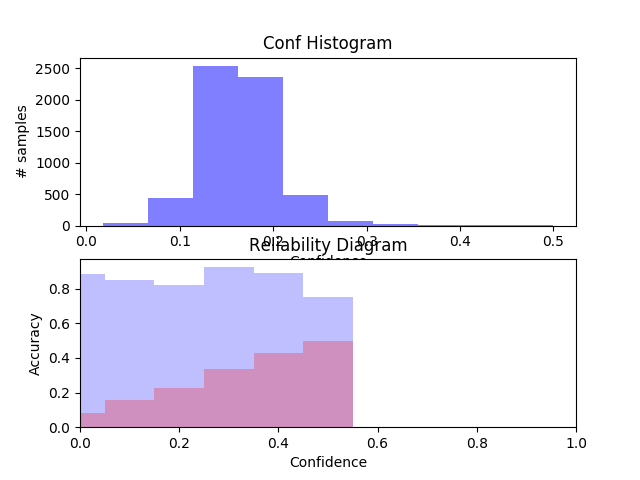 Conf Histogram
# samples
2500
2000
1500
1000
500
0
0.0 0.1 0.2 0.3 0.4 0.5
Confidence
Reliability Diagram
Accuracy
0.8
0.6
0.4
0.2
0.0
0.0 0.2 0.4 0.6 0.8 1.0
Confidence